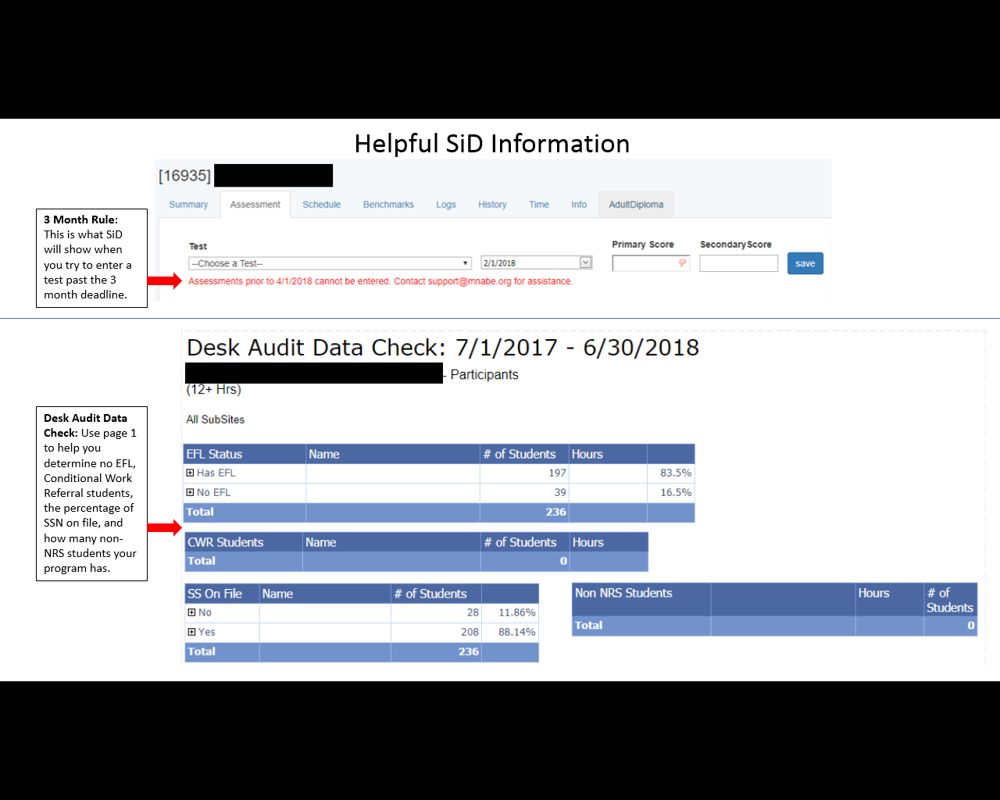 Helpful SiD Information
[16935]
Summary Assessment Schedule Benchmarks Logs History Time Info AdultDiploma
3 Month Rule:
This is what SiD
will show when
you try to enter a
test past the 3
month deadline.
Test Primary Score SecondaryScore
--Choose a Test-- 2/1/2018 save
Assessments prior to 4/1/2018 cannot be entered. Contact support@mnabe.org for assistance.
Desk Audit Data Check: 7/1/2017 - 6/30/2018
- Participants
(12+ Hrs)
All SubSites
Desk Audit Data
Check: Use page 1
to help you
determine no EFL,
Conditional Work
Referral students,
the percentage of
SSN on file, and
how many non-
NRS students your
program has.
EFL Status Name # of Students Hours
Has EFL 197 83.5%
No EFL 39 16.5%
Total 236
CWR Students Name # of Students Hours
Total 0
SS On File Name # of Students
No 28 11.86%
Yes 208 88.14%
Total 236
Non NRS Students Hours # of
Students
Total 0